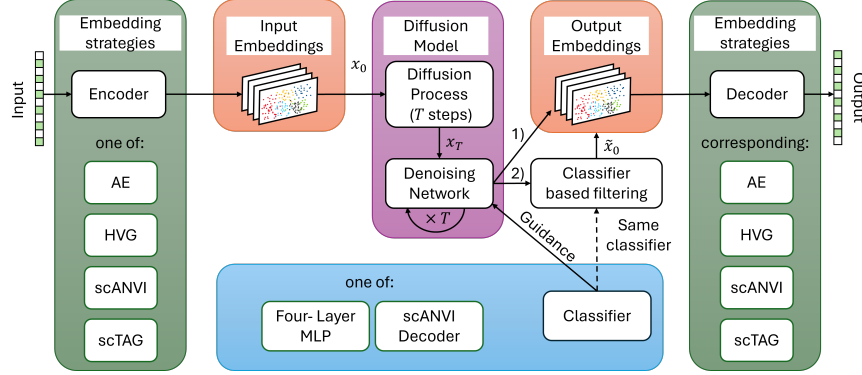 Embedding
strategies
Input
Encoder
one of:
AE
HVG
scANVI
scTAG
Input
Embeddings
x₀
Diffusion
Model
Diffusion
Process
(T steps)
x_T
Denoising
Network
× T
1)
2)
Output
Embeddings
x̃₀
Classifier
based filtering
Guidance
Same
classifier
one of:
Four- Layer
MLP
scANVI
Decoder
Classifier
Embedding
strategies
Decoder
Output
corresponding:
AE
HVG
scANVI
scTAG